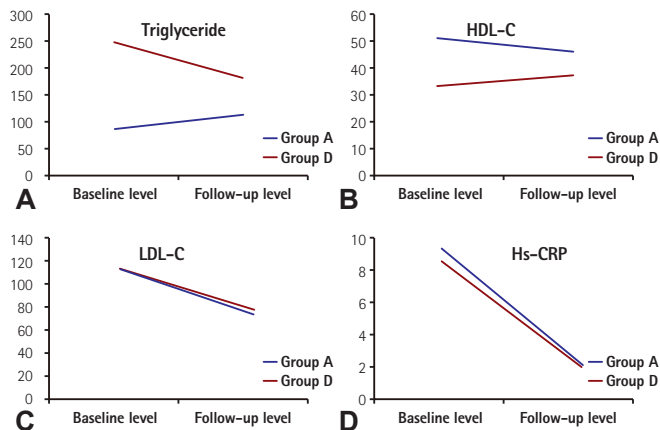 Triglyceride
300
250
200
150
100
50
0
Group A
Group D
Baseline level
Follow-up level
A
HDL-C
60
50
40
30
20
10
0
Group A
Group D
Baseline level
Follow-up level
B
LDL-C
140
120
100
80
60
40
20
0
Group A
Group D
Baseline level
Follow-up level
C
Hs-CRP
10
8
6
4
2
0
Group A
Group D
Baseline level
Follow-up level
D